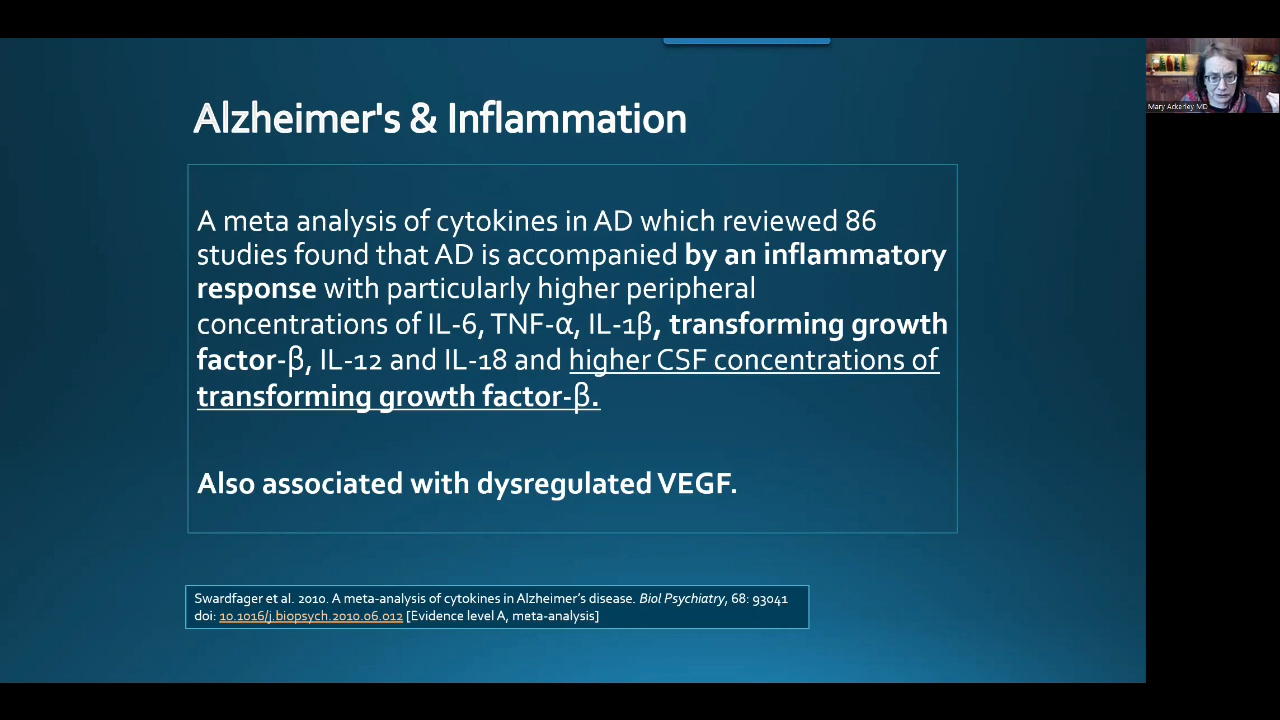 Alzheimer's & Inflammation
A meta analysis of cytokines in AD which reviewed 86
studies found that AD is accompanied by an inflammatory
response with particularly higher peripheral
concentrations of IL-6, TNF-α, IL-1β, transforming growth
factor-β, IL-12 and IL-18 and higher CSF concentrations of
transforming growth factor-β.
Also associated with dysregulated VEGF.
Swardfager et al. 2010. A meta-analysis of cytokines in Alzheimer's disease. Biol Psychiatry, 68: 93041
doi: 10.1016/j.biopsych.2010.06.012 [Evidence level A, meta-analysis]
Mary Ackerley MD